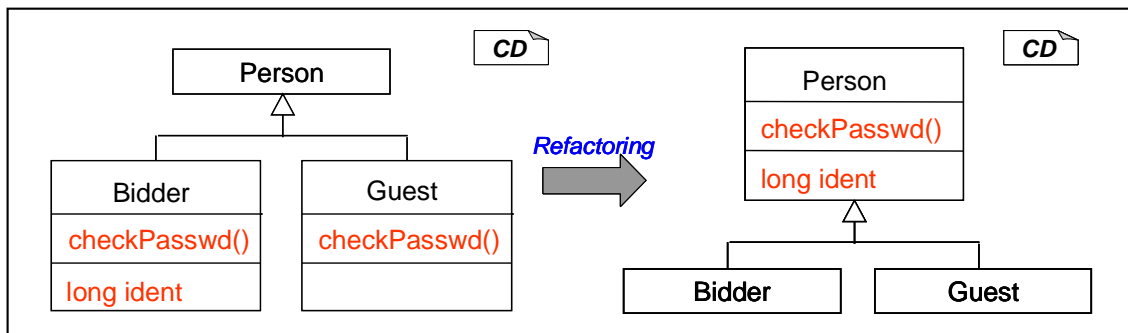 CD
Person
Bidder
checkPasswd()
long ident
Guest
checkPasswd()
Refactoring
CD
Person
checkPasswd()
long ident
Bidder
Guest